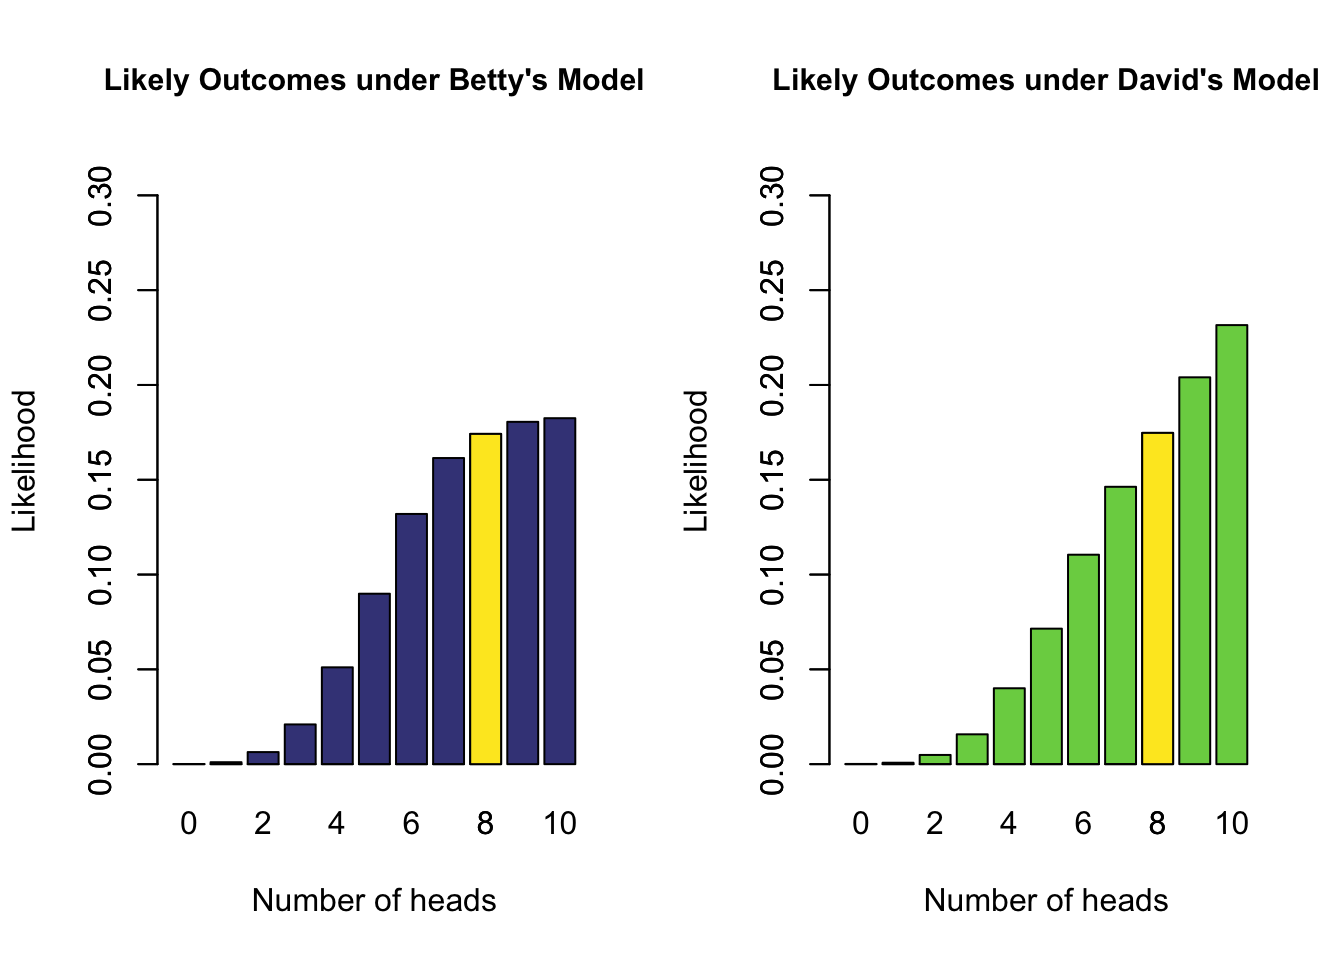 Likely Outcomes under Betty's Model
Likelihood
0.30
0.25
0.20
0.15
0.10
0.05
0.00
0 2 4 6 8 10
Number of heads
Likely Outcomes under David's Model
Likelihood
0.30
0.25
0.20
0.15
0.10
0.05
0.00
0 2 4 6 8 10
Number of heads